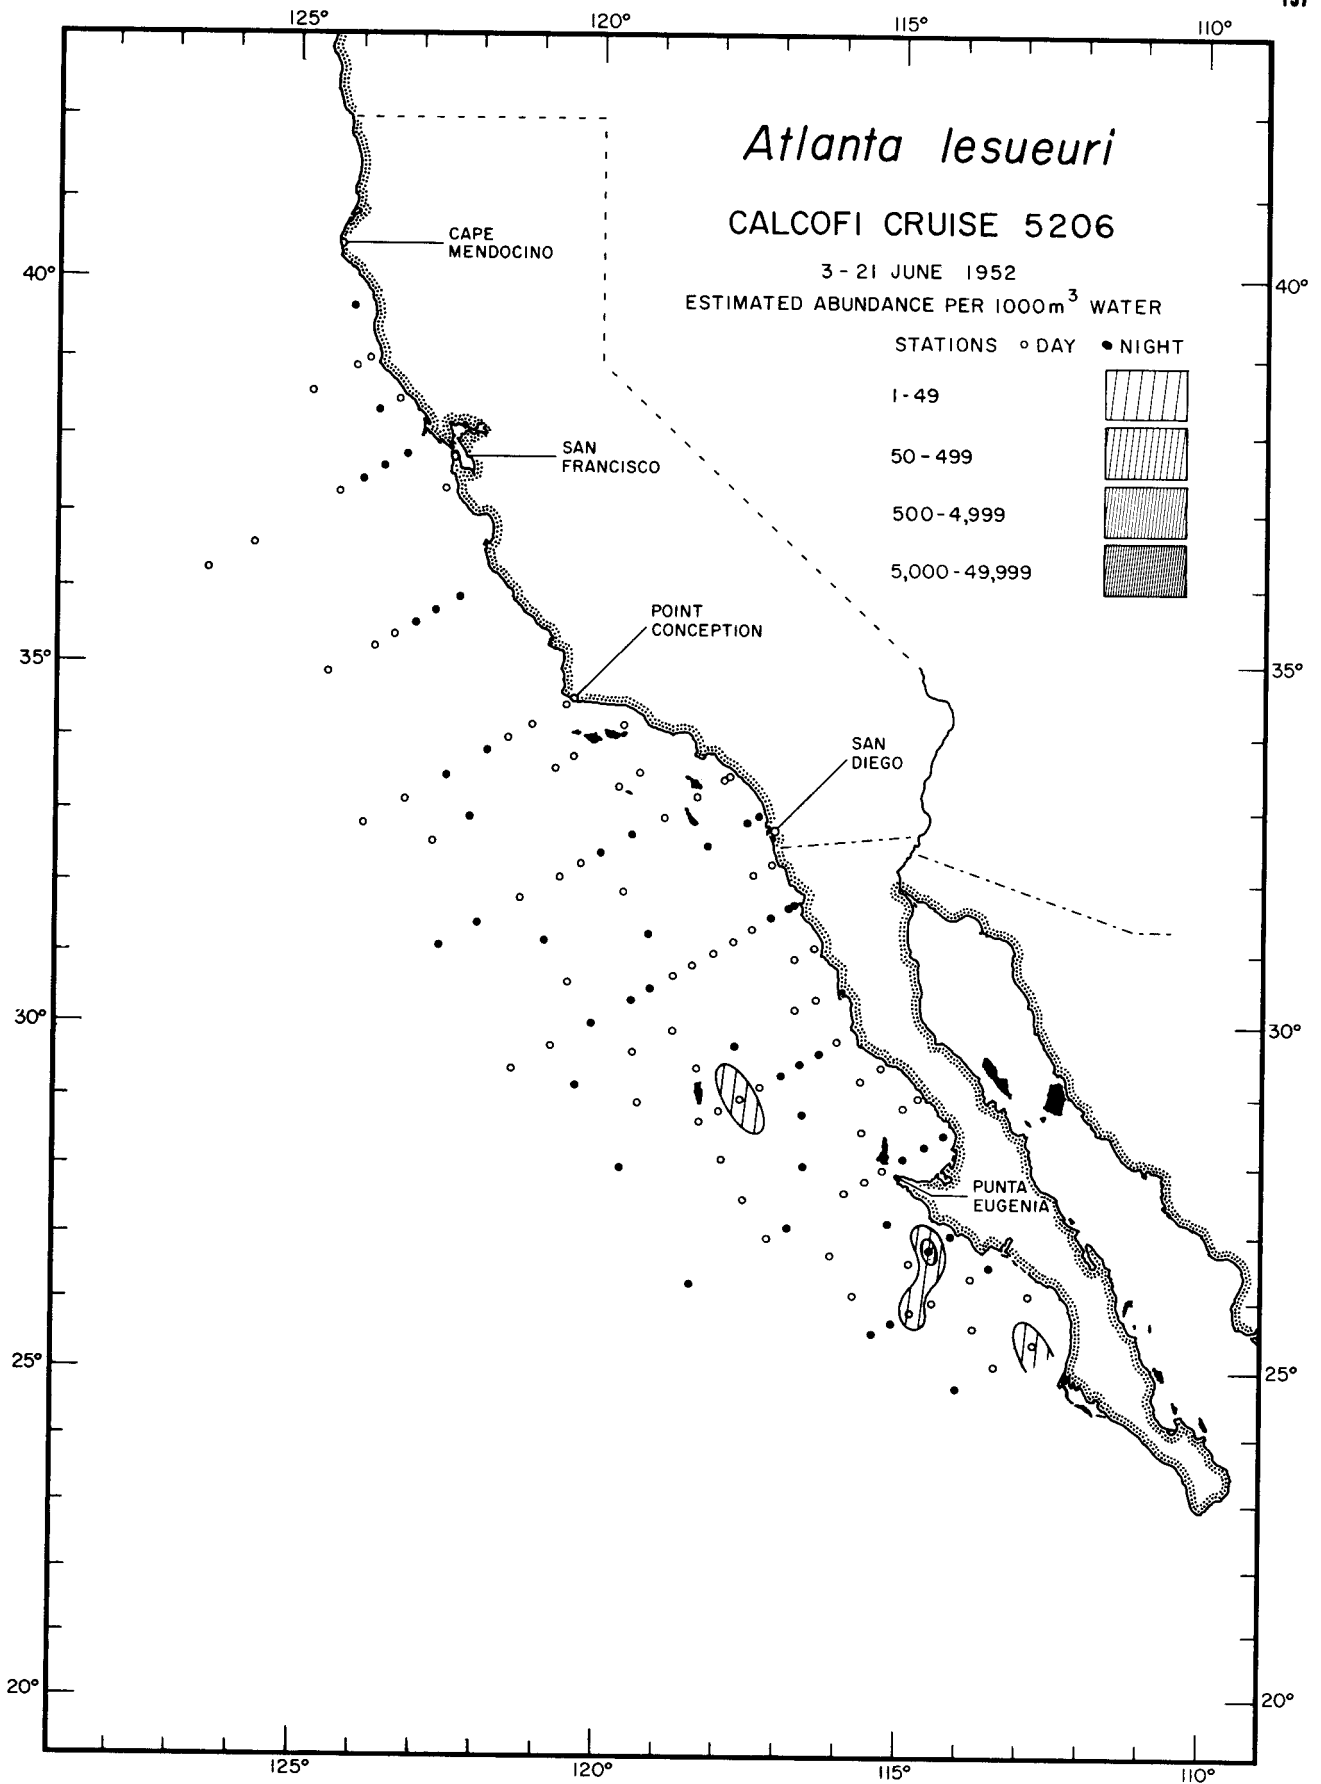 137
125° 120° 115° 110°
Atlanta lesueuri
CALCOFI CRUISE 5206
3-21 JUNE 1952
ESTIMATED ABUNDANCE PER 1000m³ WATER
STATIONS ○ DAY ● NIGHT
1-49
50-499
500-4,999
5,000-49,999
CAPE
MENDOCINO
40° 40°
SAN
FRANCISCO
POINT
CONCEPTION
35° 35°
SAN
DIEGO
30° 30°
PUNTA
EUGENIA
25° 25°
20° 20°
125° 120° 115° 110°